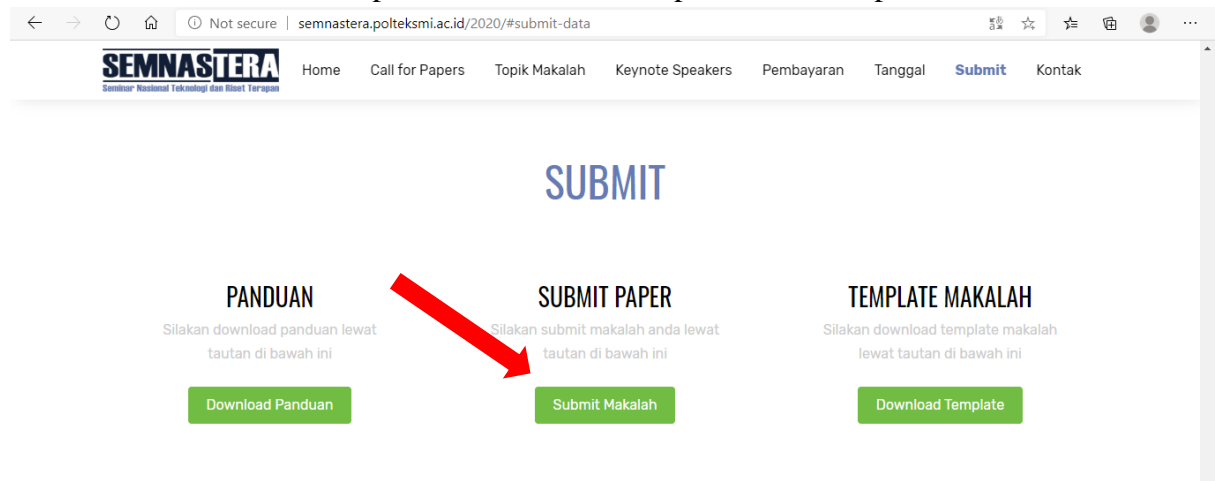 Not secure | semnastera.polteksmi.ac.id/2020/#submit-data
SEMNASTERA
Seminar Nasional Teknologi dan Riset Terapan
Home Call for Papers Topik Makalah Keynote Speakers Pembayaran Tanggal Submit Kontak
SUBMIT
PANDUAN
Silakan download panduan lewat
tautan di bawah ini
Download Panduan
SUBMIT PAPER
Silakan submit makalah anda lewat
tautan di bawah ini
Submit Makalah
TEMPLATE MAKALAH
Silakan download template makalah
lewat tautan di bawah ini
Download Template